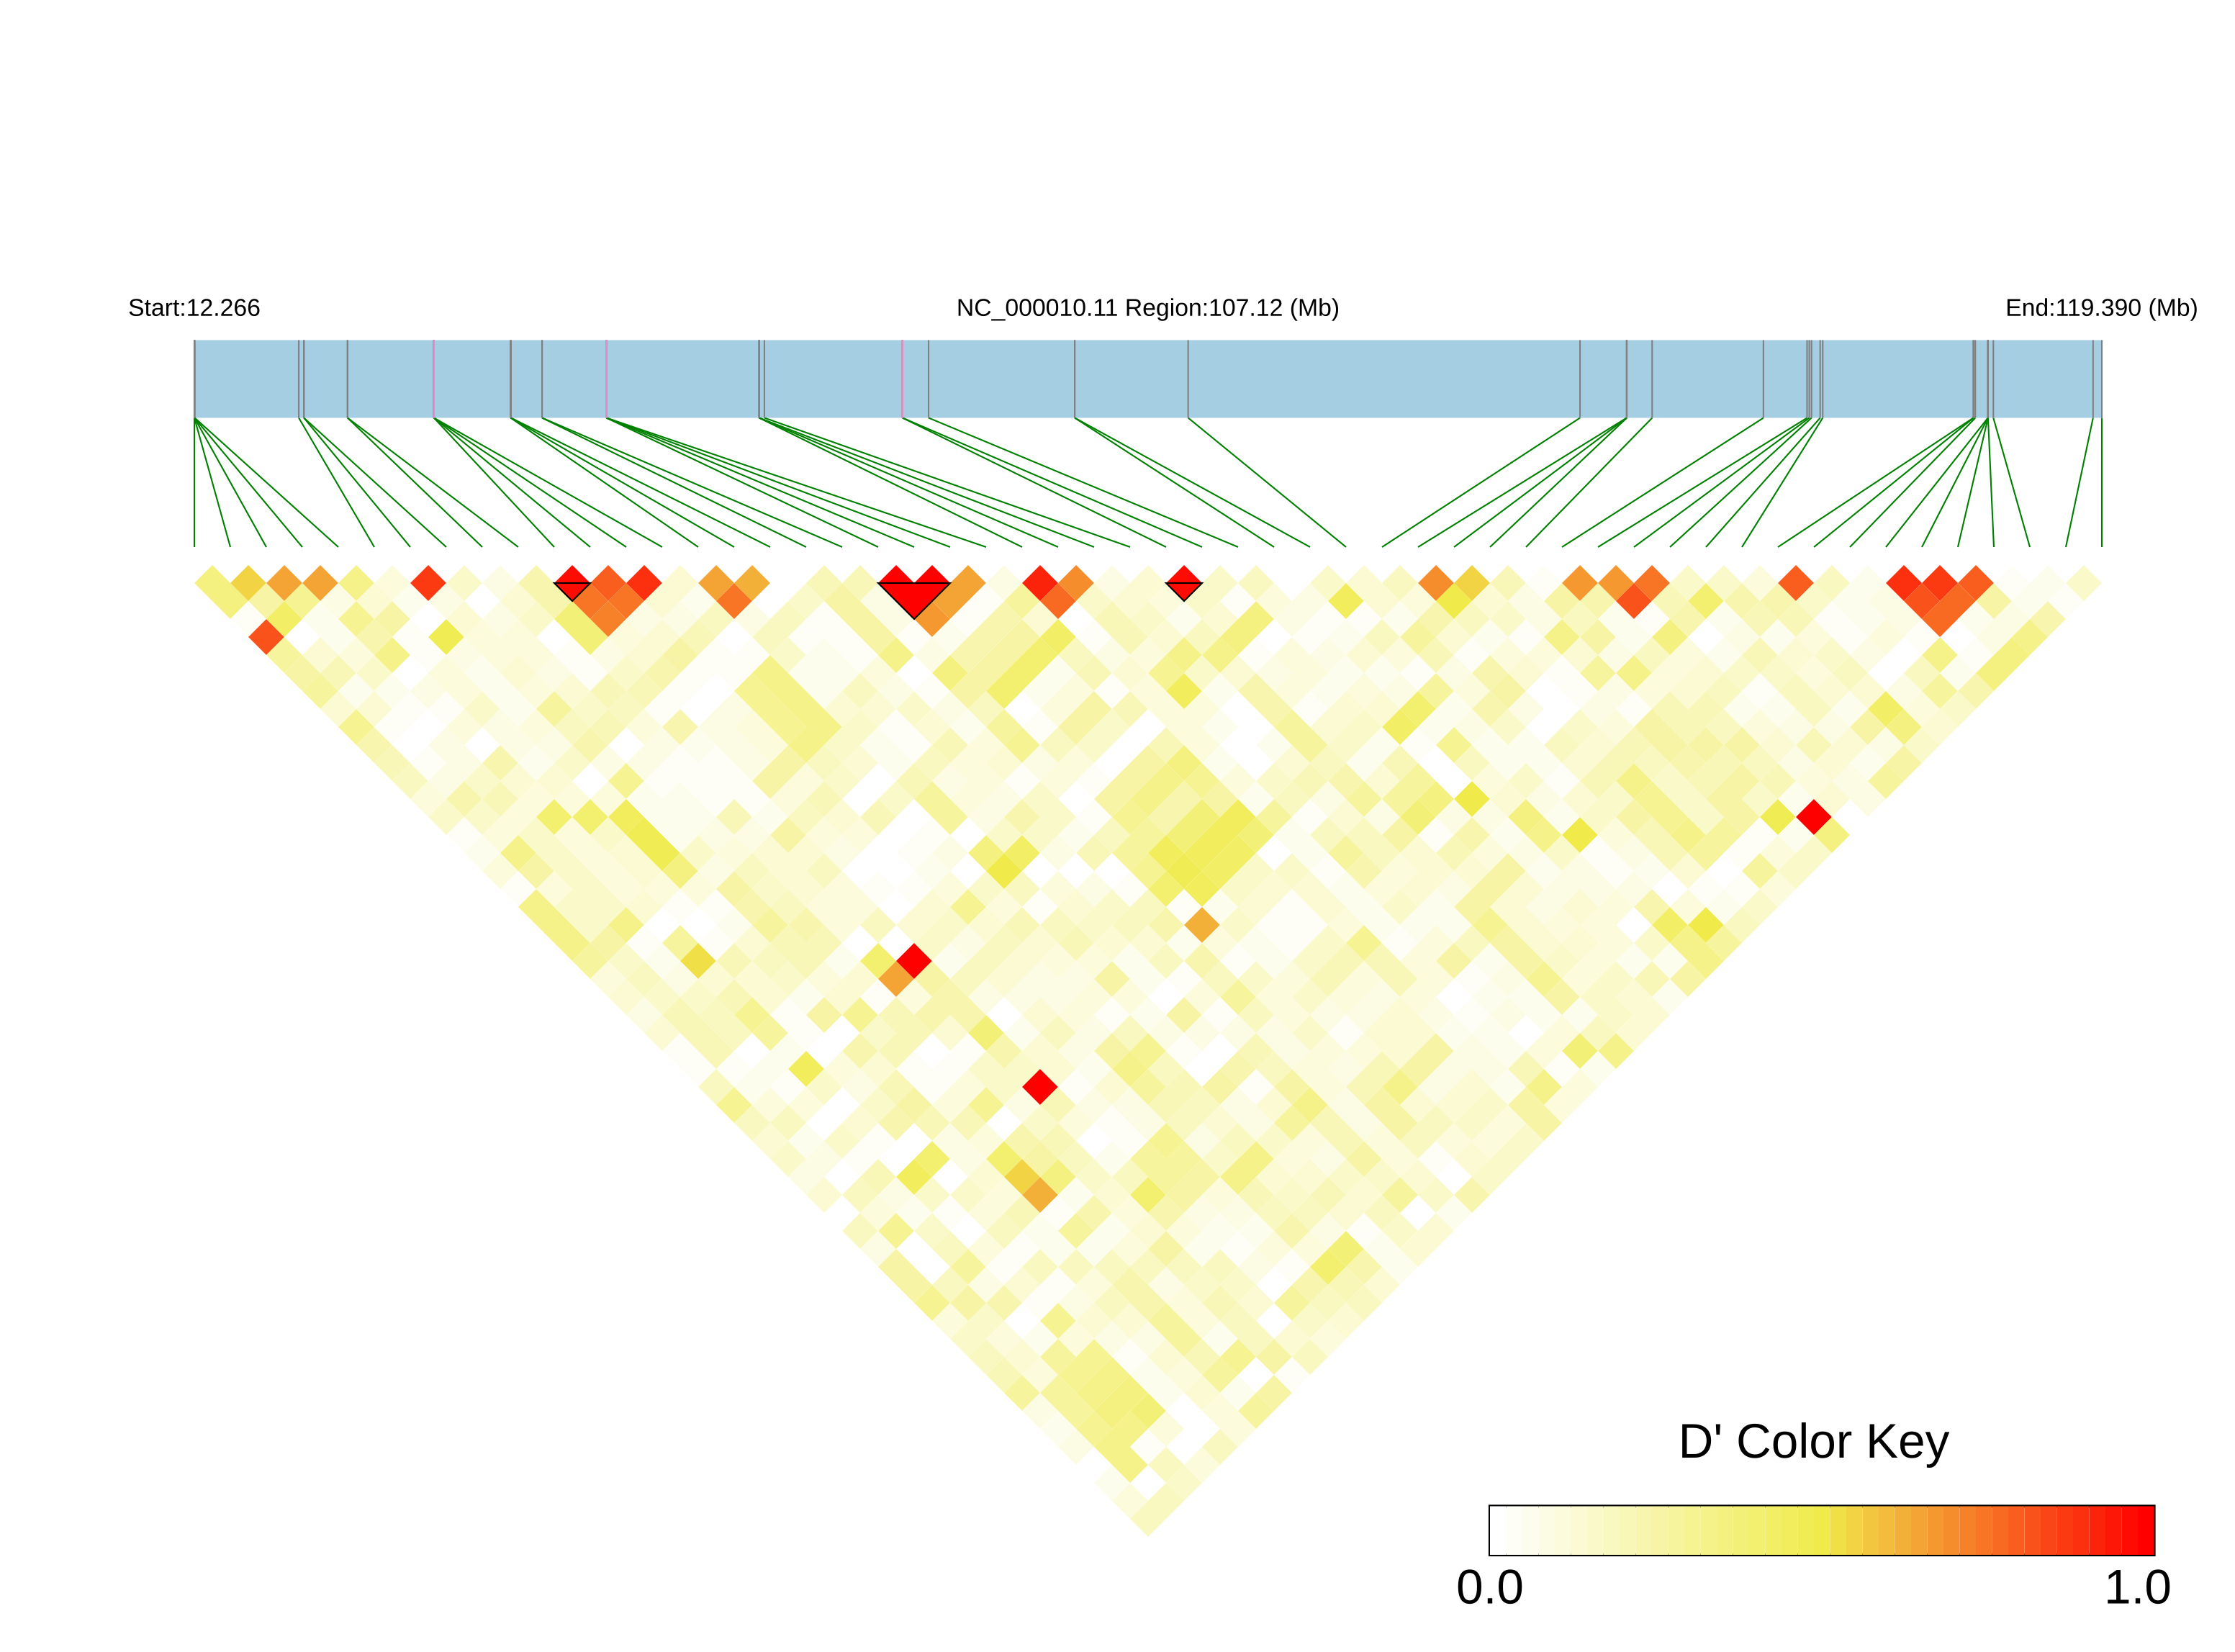 Start:12.266 NC_000010.11 Region:107.12 (Mb) End:119.390 (Mb)
D' Color Key
0.0 1.0